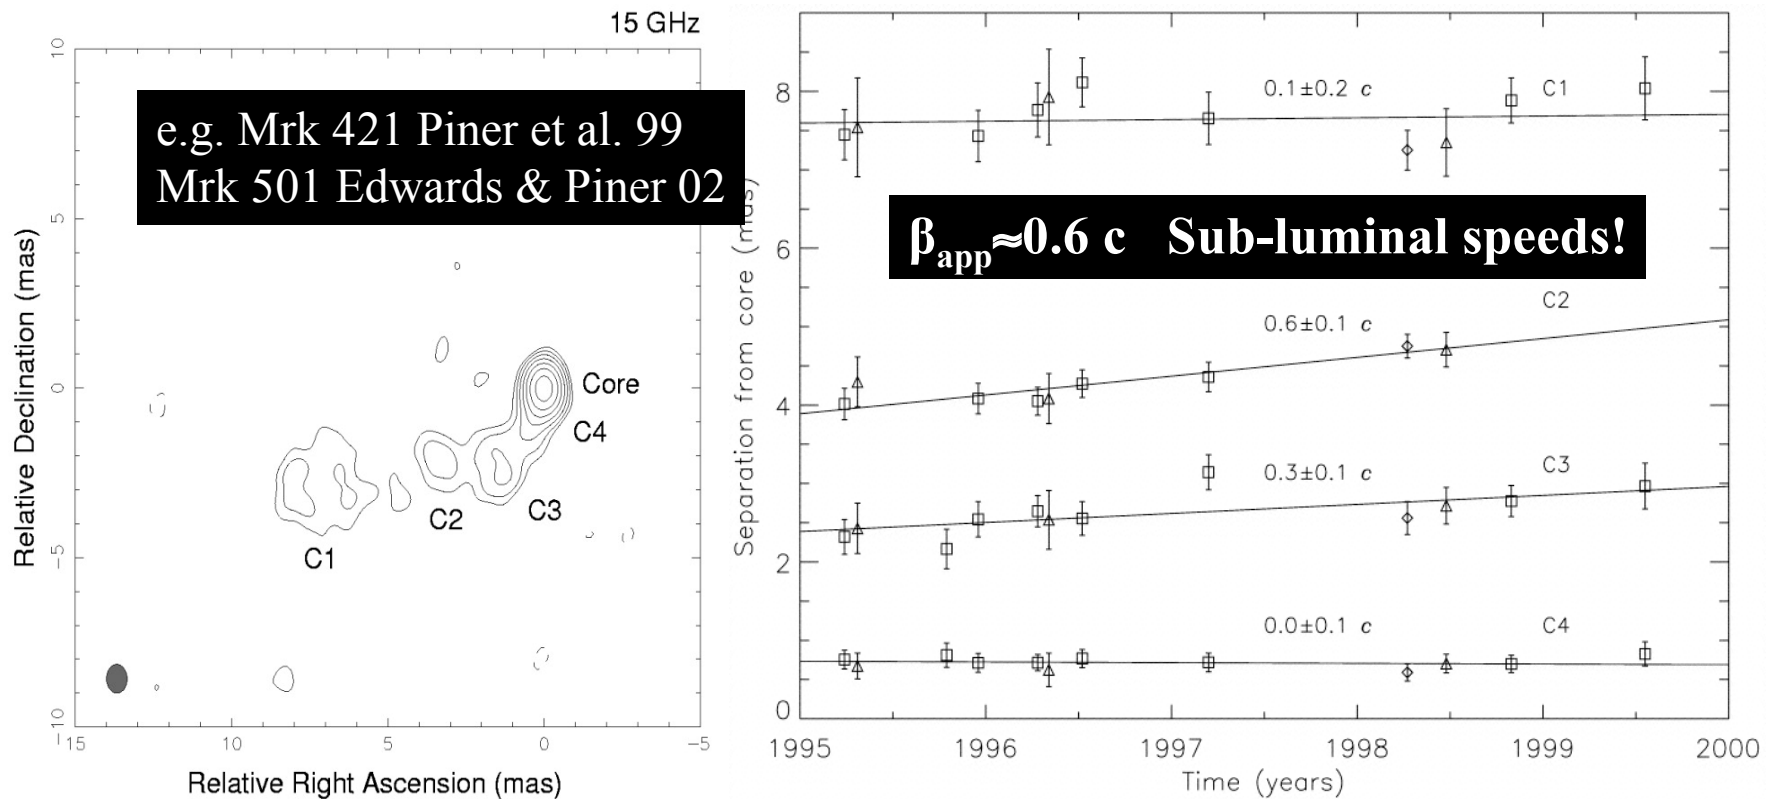 15 GHz
e.g. Mrk 421 Piner et al. 99
Mrk 501 Edwards & Piner 02
Relative Declination (mas)
10
5
0
−5
−10
Core
C4
C3
C2
C1
15
10
5
0
−5
Relative Right Ascension (mas)
Separation from core (mas)
8
6
4
2
0
0.1±0.2 c
C1
βapp≈0.6 c Sub-luminal speeds!
C2
0.6±0.1 c
0.3±0.1 c
C3
0.0±0.1 c
C4
1995
1996
1997
1998
1999
2000
Time (years)